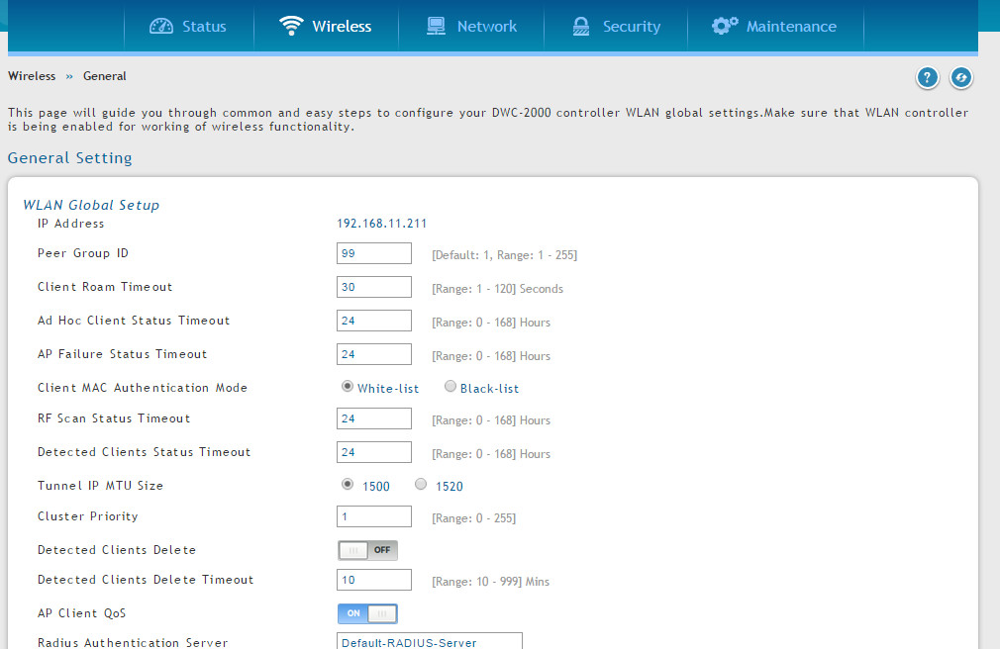 Status Wireless Network Security Maintenance
Wireless » General ?
This page will guide you through common and easy steps to configure your DWC-2000 controller WLAN global settings.Make sure that WLAN controller
is being enabled for working of wireless functionality.
General Setting
WLAN Global Setup
IP Address 192.168.11.211
Peer Group ID 99 [Default: 1, Range: 1 - 255]
Client Roam Timeout 30 [Range: 1 - 120] Seconds
Ad Hoc Client Status Timeout 24 [Range: 0 - 168] Hours
AP Failure Status Timeout 24 [Range: 0 - 168] Hours
Client MAC Authentication Mode White-list Black-list
RF Scan Status Timeout 24 [Range: 0 - 168] Hours
Detected Clients Status Timeout 24 [Range: 0 - 168] Hours
Tunnel IP MTU Size 1500 1520
Cluster Priority 1 [Range: 0 - 255]
Detected Clients Delete OFF
Detected Clients Delete Timeout 10 [Range: 10 - 999] Mins
AP Client QoS ON
Radius Authentication Server Default-RADIUS-Server